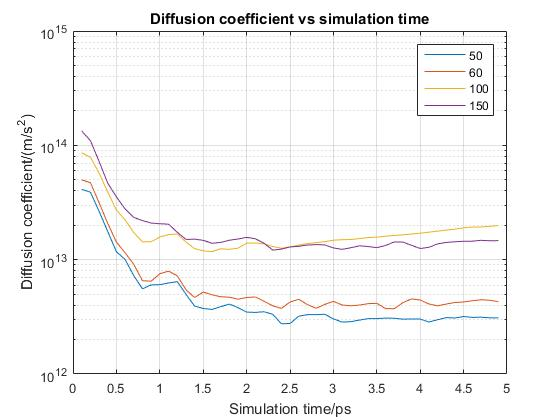 Diffusion coefficient vs simulation time
10^15
10^14
10^13
10^12
Diffusion coefficient/(m/s^2)
50
60
100
150
0 0.5 1 1.5 2 2.5 3 3.5 4 4.5 5
Simulation time/ps